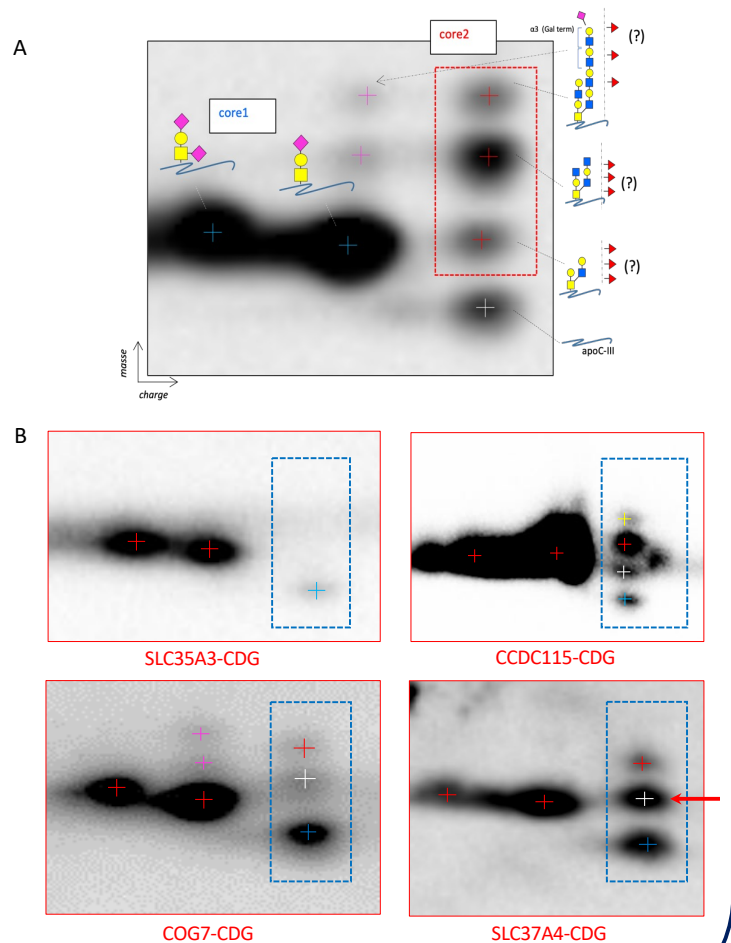 A
core2
α3 (Gal term)
(?)
core1
(?)
(?)
apoC-III
masse
charge
B
SLC35A3-CDG
CCDC115-CDG
COG7-CDG
SLC37A4-CDG